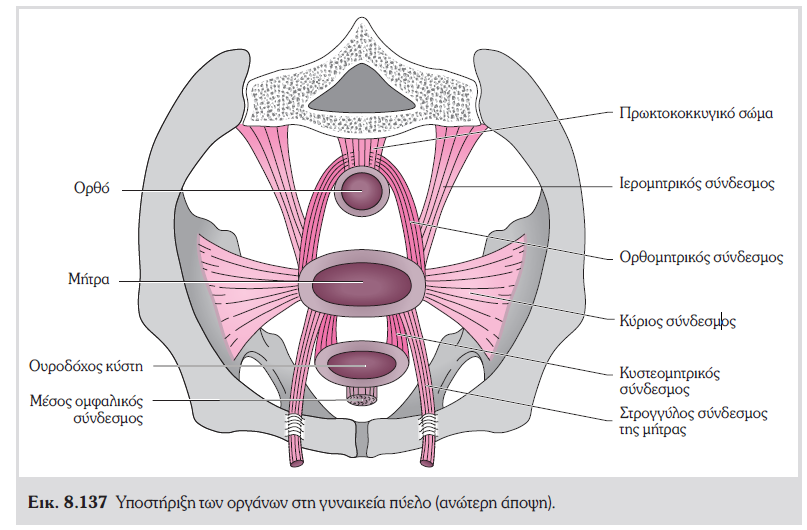 Ορθό
Μήτρα
Ουροδόχος κύστη
Μέσος ομφαλικός
σύνδεσμος
Πρωκτοκοκκυγικό σώμα
Ιερομητρικός σύνδεσμος
Ορθομητρικός σύνδεσμος
Κύριος σύνδεσμος
Κυστεομητρικός
σύνδεσμος
Στρογγύλος σύνδεσμος
της μήτρας
Εικ. 8.137 Υποστήριξη των οργάνων στη γυναικεία πύελο (ανώτερη άποψη).